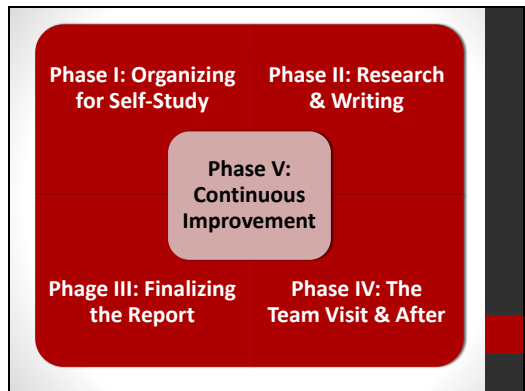 Phase I: Organizing
for Self-Study
Phase II: Research
& Writing
Phase V:
Continuous
Improvement
Phage III: Finalizing
the Report
Phase IV: The
Team Visit & After